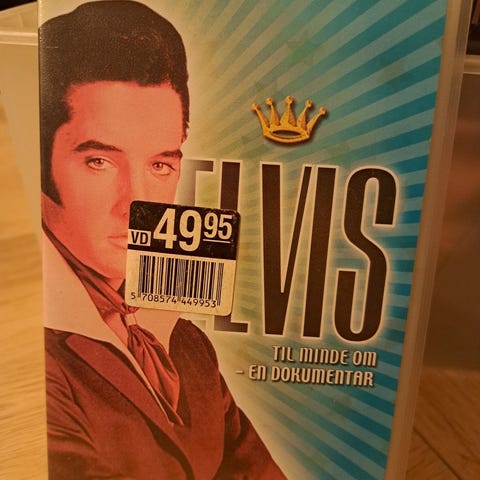 ELVIS
VD 49 95
5 708574 449953
TIL MINDE OM
- EN DOKUMENTAR